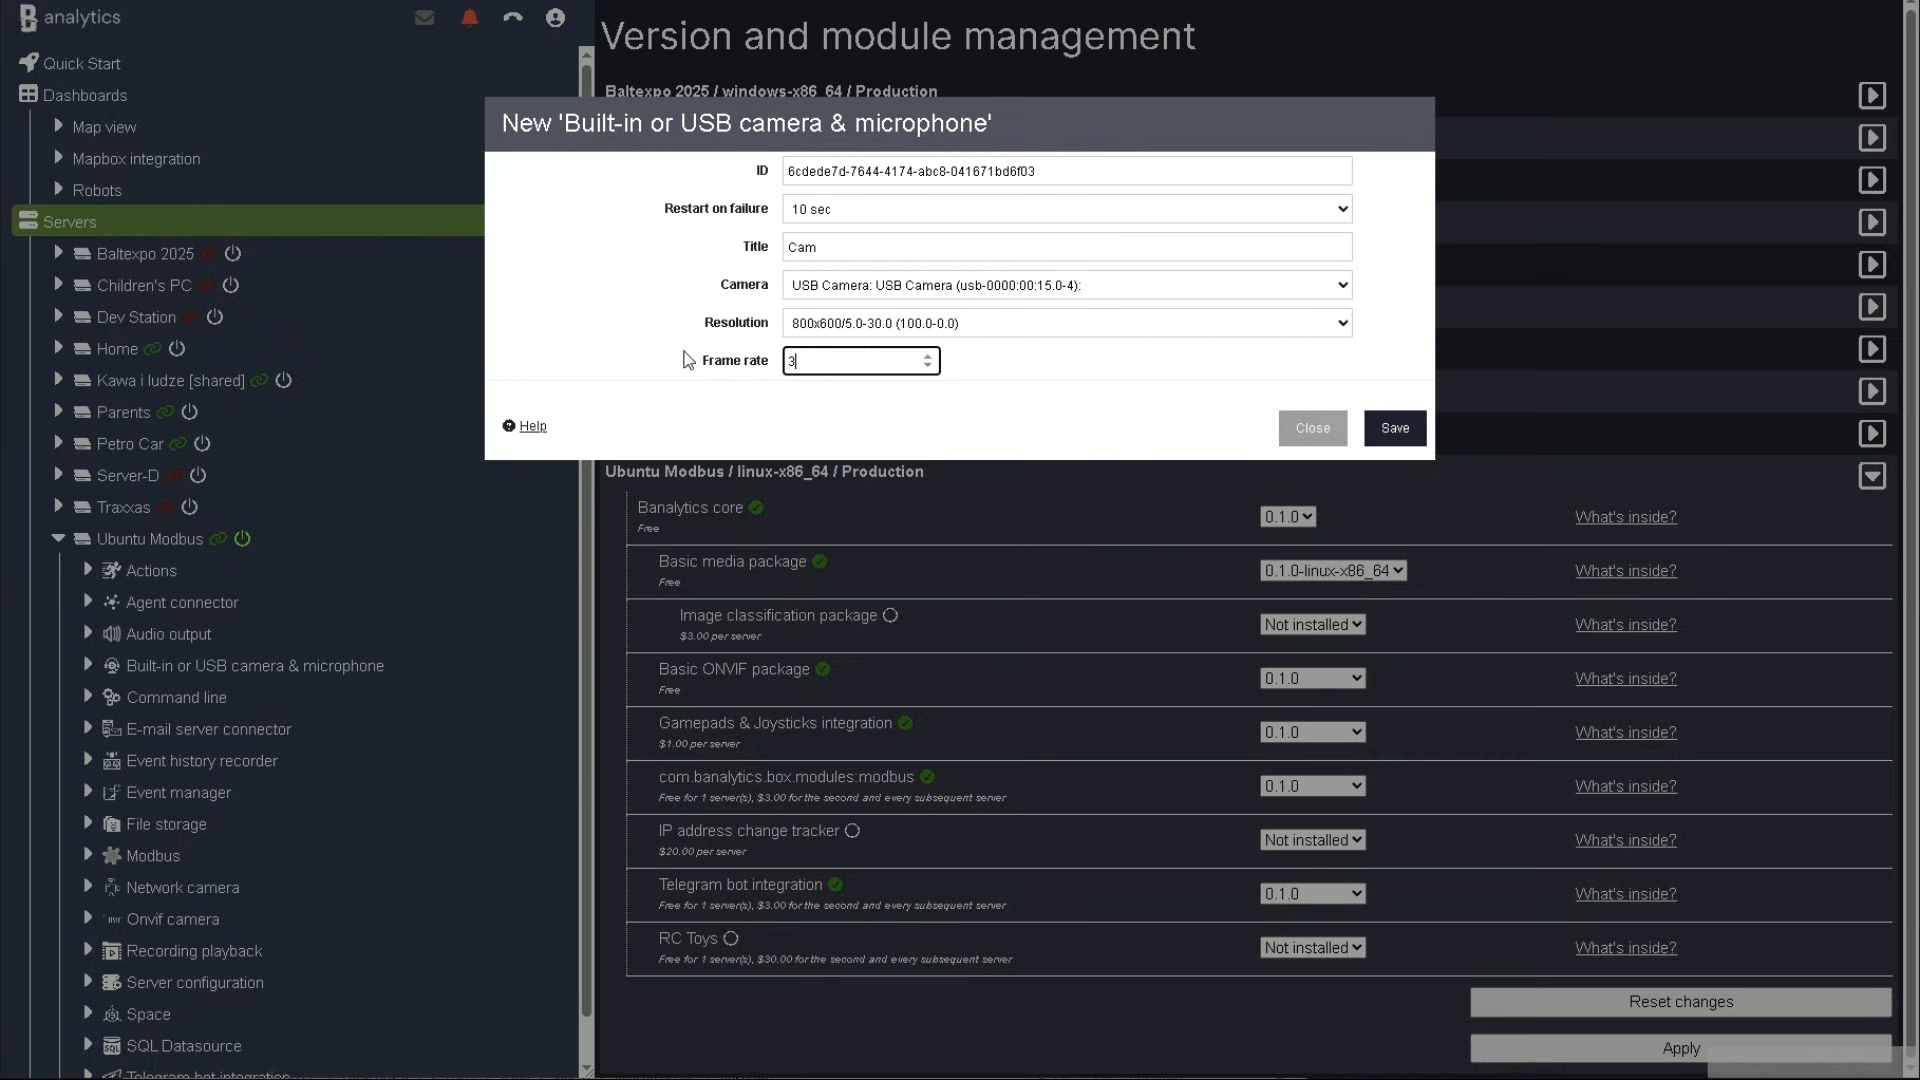 analytics
Quick Start
Dashboards
Map view
Mapbox integration
Robots
Servers
Baltexpo 2025
Children's PC
Dev Station
Home
Kawa i ludze [shared]
Parents
Petro Car
Server-D
Traxxas
Ubuntu Modbus
Actions
Agent connector
Audio output
Built-in or USB camera & microphone
Command line
E-mail server connector
Event history recorder
Event manager
File storage
Modbus
Network camera
Onvif camera
Recording playback
Server configuration
Space
SQL Datasource
Telegram bot integration
Version and module management
Baltexpo 2025 / windows-x86_64 / Production
New 'Built-in or USB camera & microphone'
ID 6cdede7d-7644-4174-abc8-041671bd6f03
Restart on failure 10 sec
Title Cam
Camera USB Camera: USB Camera (usb-0000:00:15.0-4):
Resolution 800x600/5.0-30.0 (100.0-0.0)
Frame rate 3
Help
Close
Save
Ubuntu Modbus / linux-x86_64 / Production
Banalytics core 0.1.0 What's inside?
Free
Basic media package 0.1.0-linux-x86_64 What's inside?
Free
Image classification package Not installed What's inside?
$3.00 per server
Basic ONVIF package 0.1.0 What's inside?
Free
Gamepads & Joysticks integration 0.1.0 What's inside?
$1.00 per server
com.banalytics.box.modules:modbus 0.1.0 What's inside?
Free for 1 server(s), $3.00 for the second and every subsequent server
IP address change tracker Not installed What's inside?
$20.00 per server
Telegram bot integration 0.1.0 What's inside?
Free for 1 server(s), $3.00 for the second and every subsequent server
RC Toys Not installed What's inside?
Free for 1 server(s), $30.00 for the second and every subsequent server
Reset changes
Apply